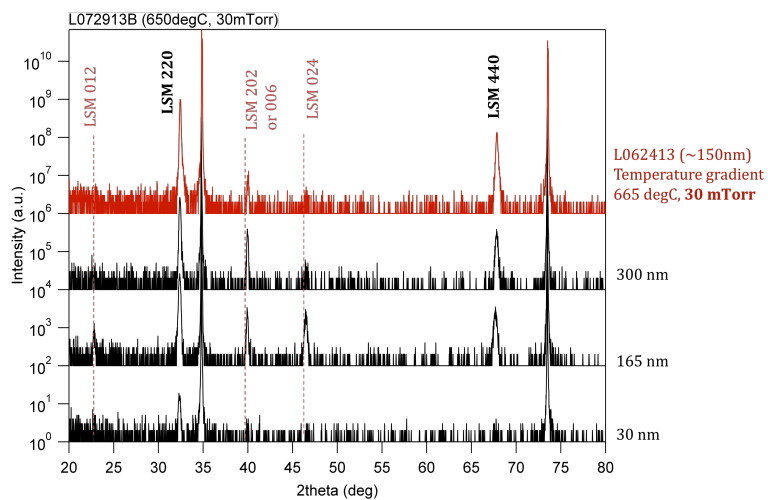 L072913B (650degC, 30mTorr)
LSM 012
LSM 220
LSM 202
or 006
LSM 024
LSM 440
Intensity (a.u.)
10^10
10^9
10^8
10^7
10^6
10^5
10^4
10^3
10^2
10^1
10^0
L062413 (~150nm)
Temperature gradient
665 degC, 30 mTorr
300 nm
165 nm
30 nm
20 25 30 35 40 45 50 55 60 65 70 75 80
2theta (deg)